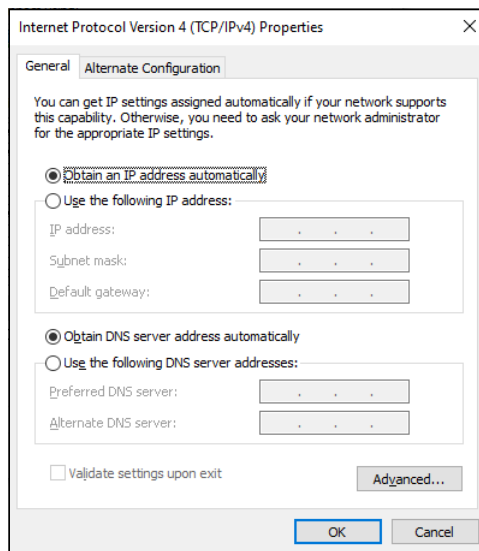 Internet Protocol Version 4 (TCP/IPv4) Properties
General
Alternate Configuration
You can get IP settings assigned automatically if your network supports
this capability. Otherwise, you need to ask your network administrator
for the appropriate IP settings.
Obtain an IP address automatically
Use the following IP address:
IP address:
Subnet mask:
Default gateway:
Obtain DNS server address automatically
Use the following DNS server addresses:
Preferred DNS server:
Alternate DNS server:
Validate settings upon exit
Advanced...
OK
Cancel